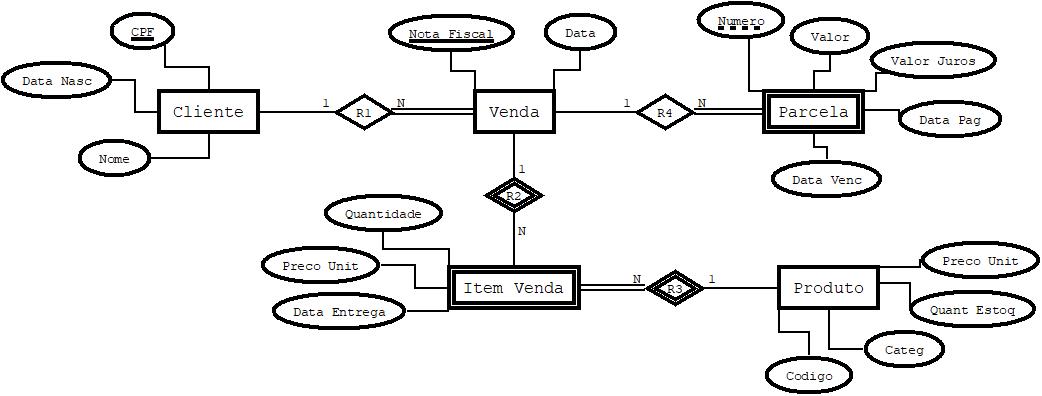 Numero
CPF
Nota Fiscal
Data
Valor
Valor Juros
Data Nasc
Cliente
1
R1
N
Venda
1
R4
N
Parcela
Data Pag
Nome
1
Data Venc
R2
Quantidade
N
Preco Unit
Preco Unit
Item Venda
N
R3
1
Produto
Data Entrega
Quant Estoq
Categ
Codigo